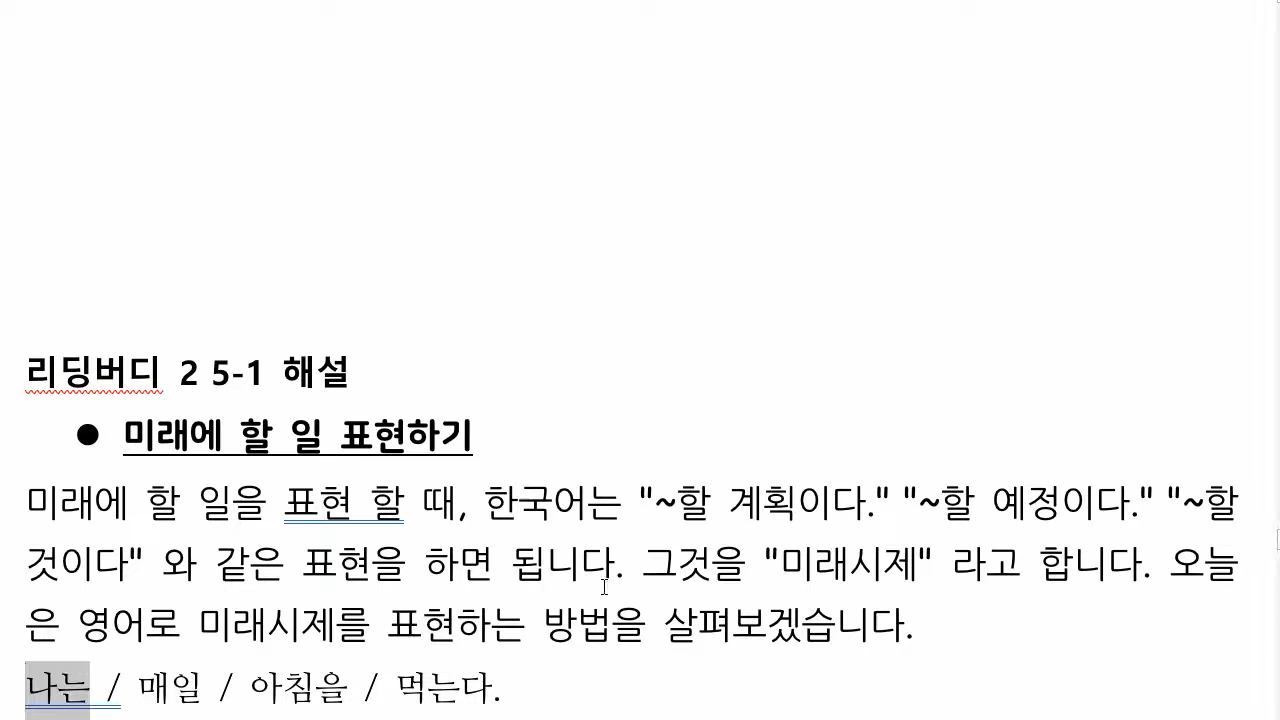 리딩버디 2 5-1 해설
● 미래에 할 일 표현하기
미래에 할 일을 표현 할 때, 한국어는 "~할 계획이다." "~할 예정이다." "~할
것이다" 와 같은 표현을 하면 됩니다. 그것을 "미래시제" 라고 합니다. 오늘
은 영어로 미래시제를 표현하는 방법을 살펴보겠습니다.
나는 / 매일 / 아침을 / 먹는다.